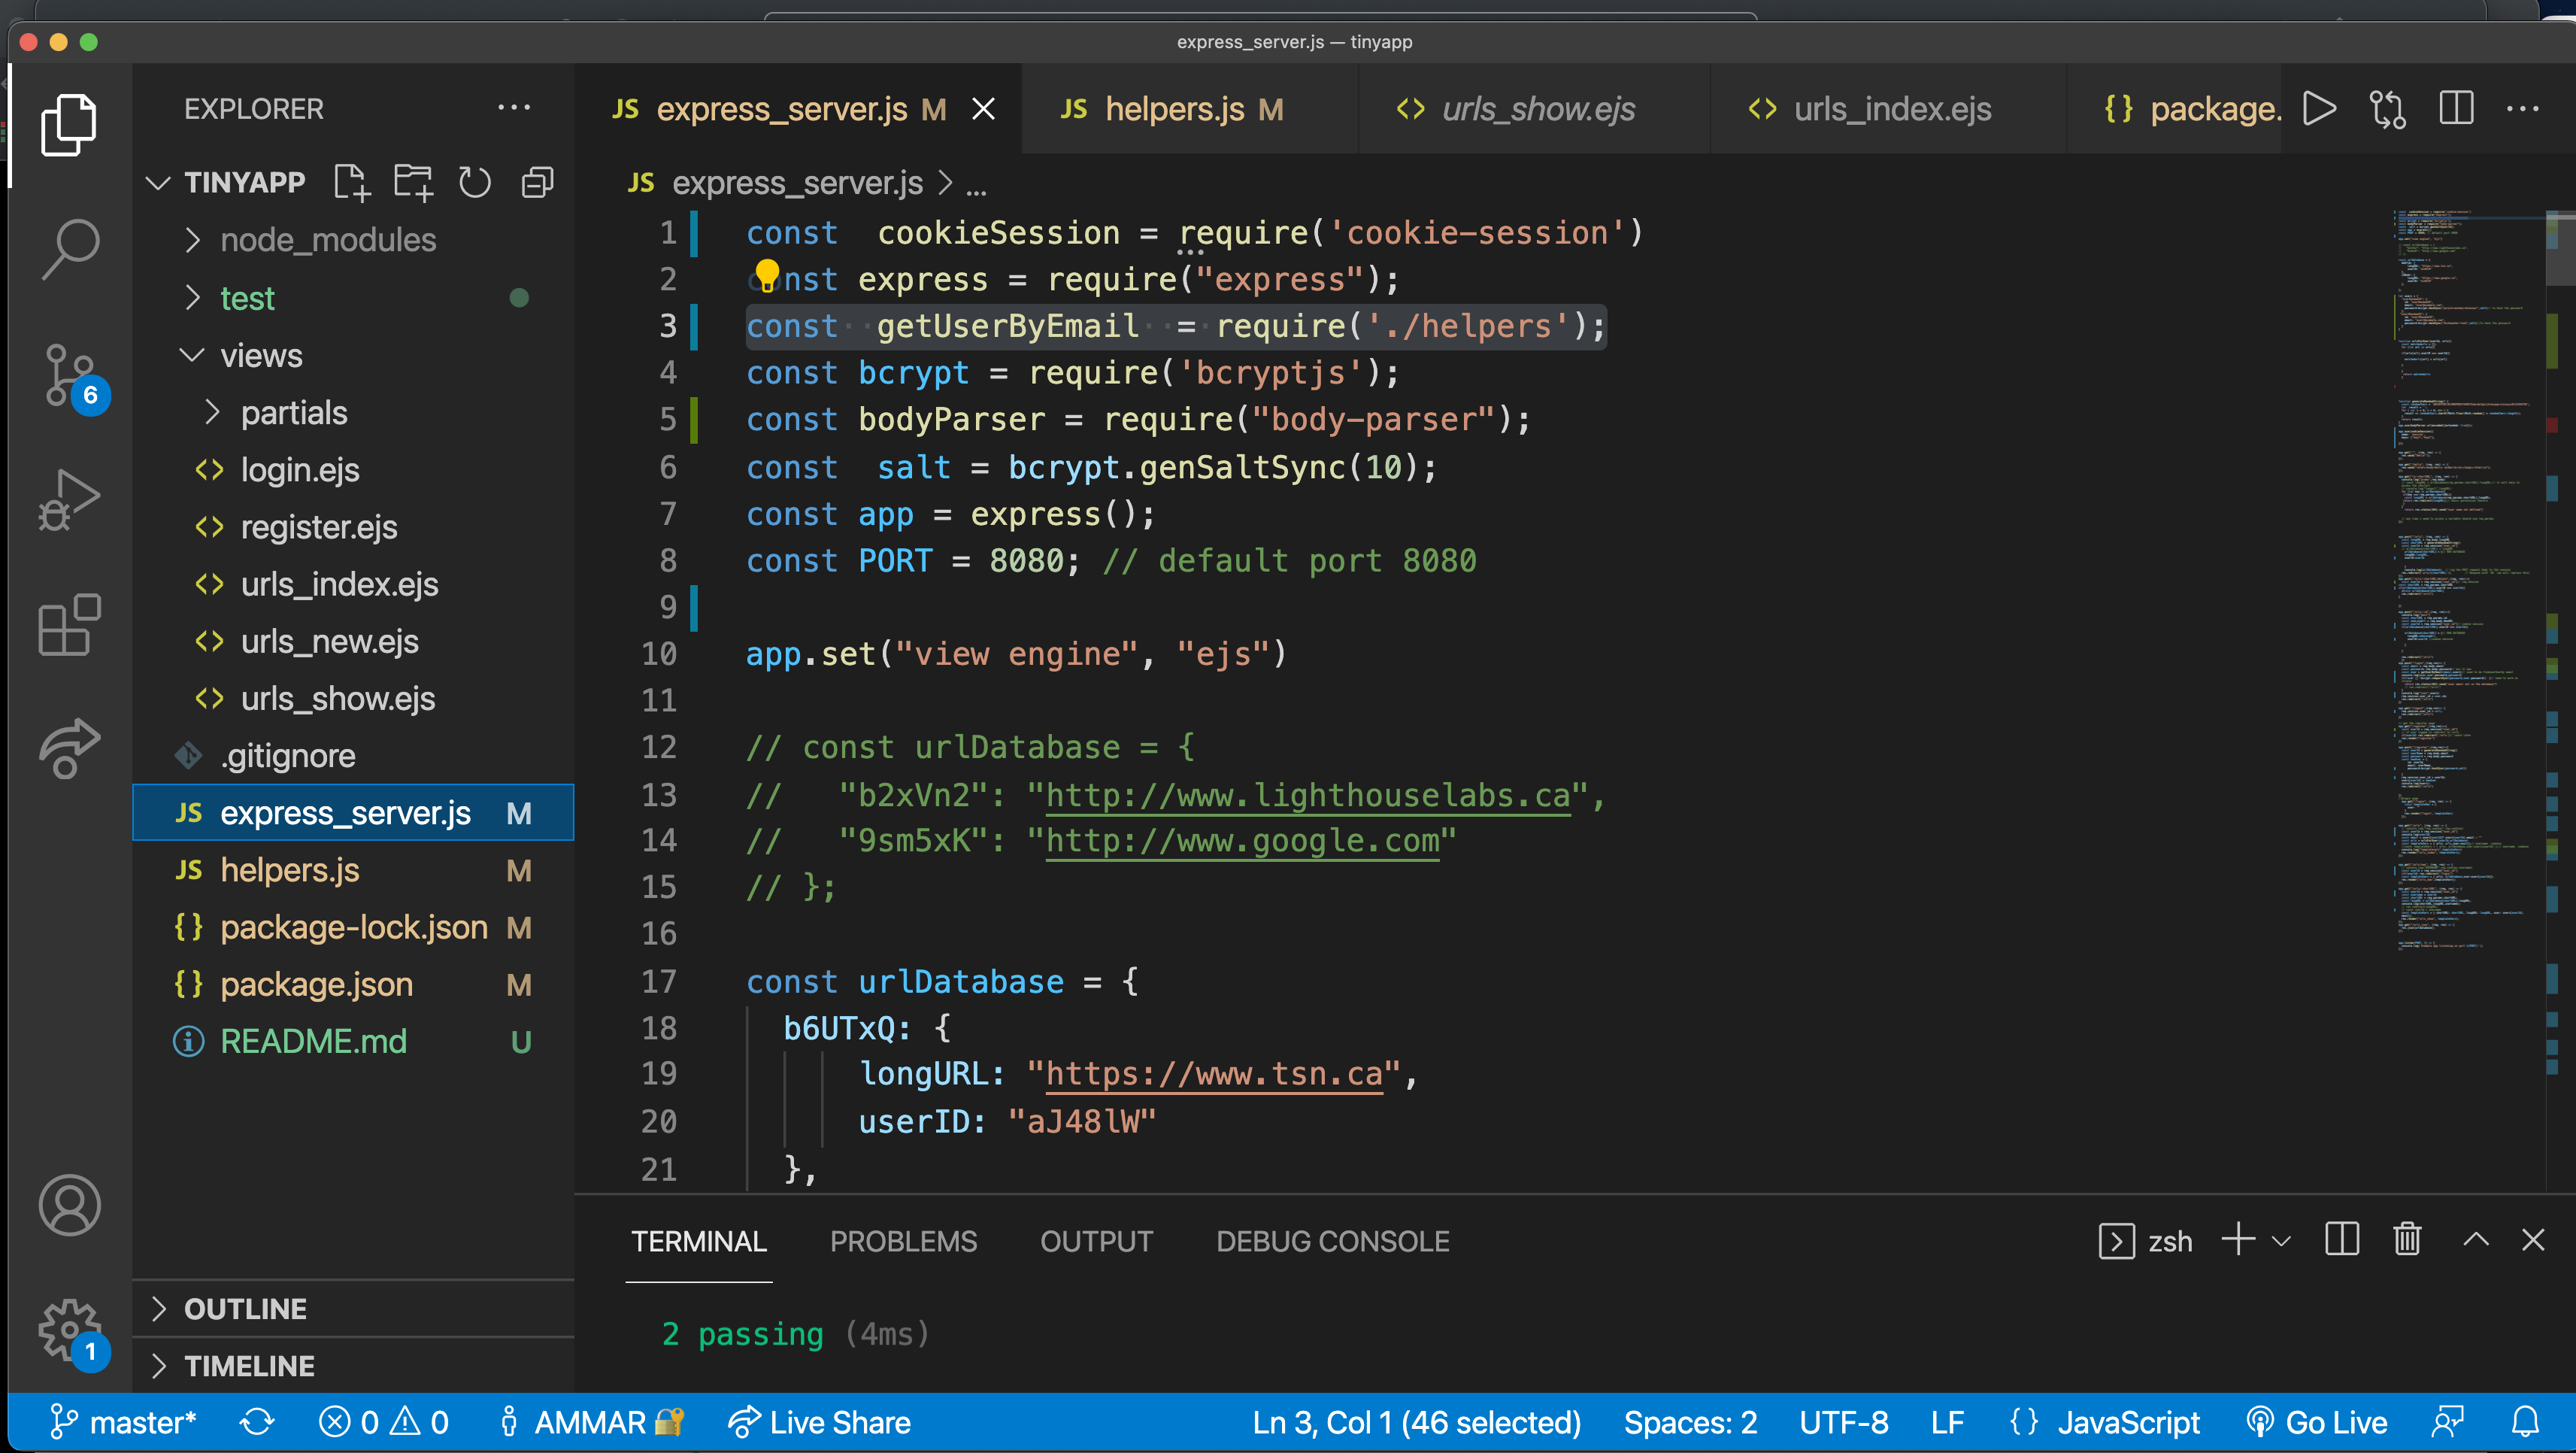 express_server.js — tinyapp
EXPLORER
TINYAPP
node_modules
test
views
partials
login.ejs
register.ejs
urls_index.ejs
urls_new.ejs
urls_show.ejs
.gitignore
JS express_server.js M
JS helpers.js M
{} package-lock.json M
{} package.json M
README.md U
OUTLINE
TIMELINE
6
1
JS express_server.js M
JS helpers.js M
urls_show.ejs
urls_index.ejs
{} package.
JS express_server.js > ...
1 const  cookieSession = require('cookie-session')
2 const express = require("express");
3 const  getUserByEmail  = require('./helpers');
4 const bcrypt = require('bcryptjs');
5 const bodyParser = require("body-parser");
6 const  salt = bcrypt.genSaltSync(10);
7 const app = express();
8 const PORT = 8080; // default port 8080
9
10 app.set("view engine", "ejs")
11
12 // const urlDatabase = {
13 //   "b2xVn2": "http://www.lighthouselabs.ca",
14 //   "9sm5xK": "http://www.google.com"
15 // };
16
17 const urlDatabase = {
18   b6UTxQ: {
19       longURL: "https://www.tsn.ca",
20       userID: "aJ48lW"
21   },
TERMINAL PROBLEMS OUTPUT DEBUG CONSOLE
zsh
2 passing (4ms)
master* 0 0 AMMAR Live Share
Ln 3, Col 1 (46 selected) Spaces: 2 UTF-8 LF {} JavaScript Go Live